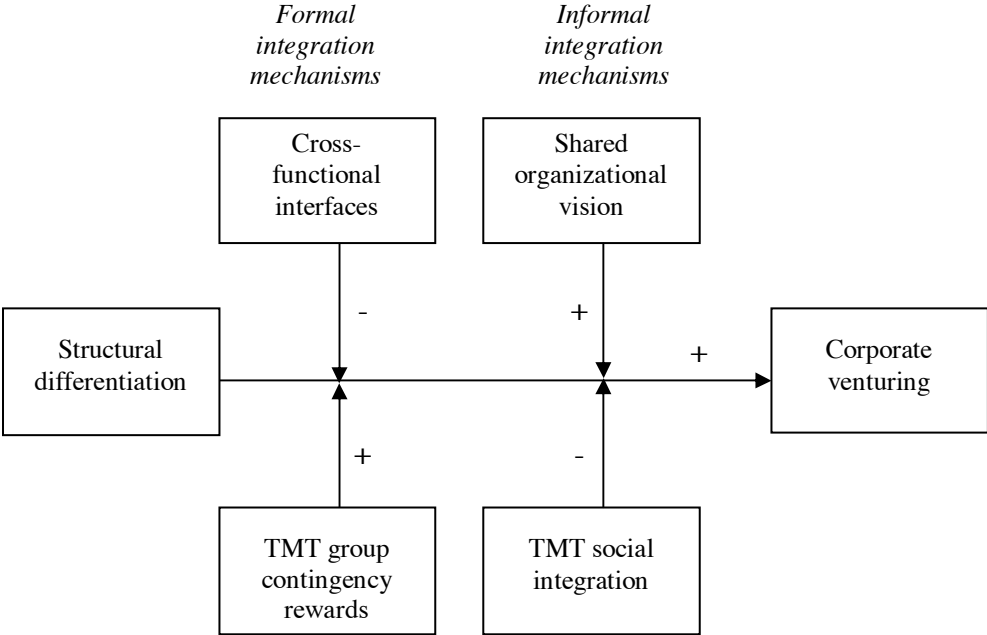 Formal
integration
mechanisms
Informal
integration
mechanisms
Cross-
functional
interfaces
Shared
organizational
vision
-
+
+
Structural
differentiation
Corporate
venturing
+
-
TMT group
contingency
rewards
TMT social
integration